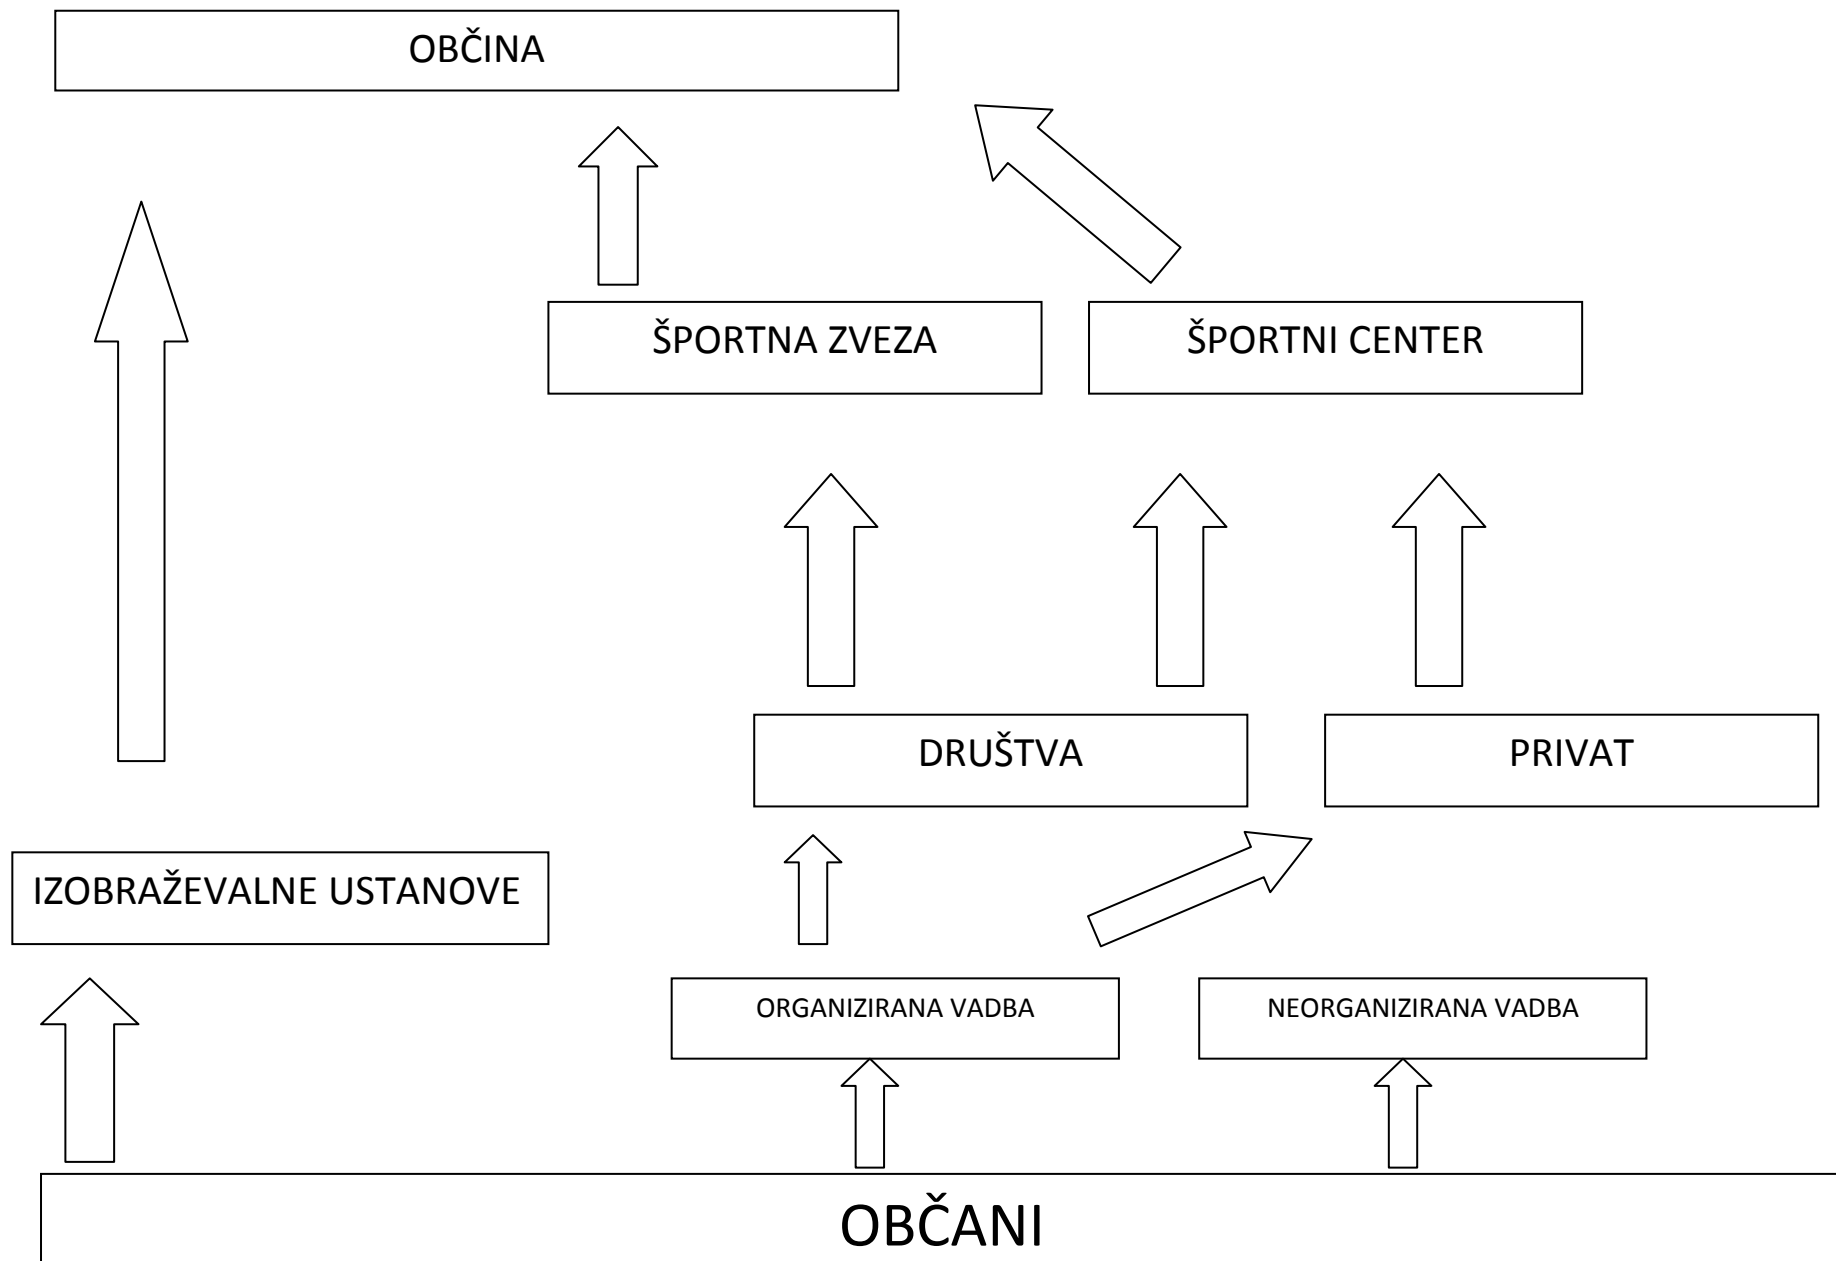 OBČINA
ŠPORTNA ZVEZA
ŠPORTNI CENTER
DRUŠTVA
PRIVAT
IZOBRAŽEVALNE USTANOVE
ORGANIZIRANA VADBA
NEORGANIZIRANA VADBA
OBČANI